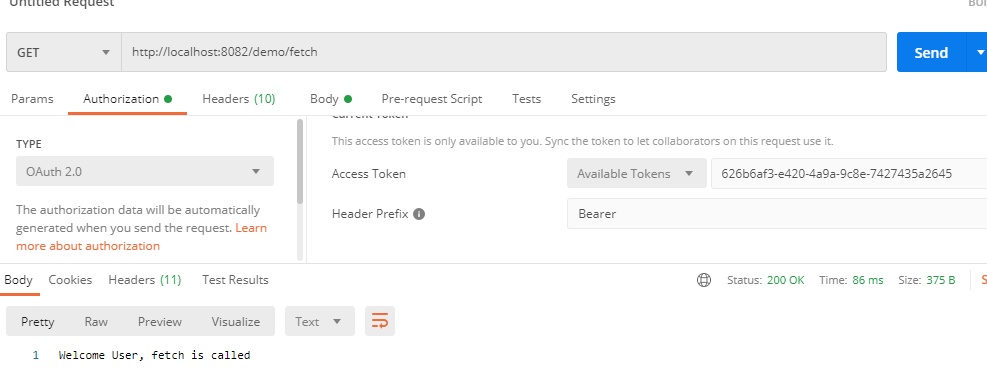 Untitled Request
BUI
GET
http://localhost:8082/demo/fetch
Send
Params
Authorization
Headers (10)
Body
Pre-request Script
Tests
Settings
TYPE
OAuth 2.0
The authorization data will be automatically
generated when you send the request. Learn
more about authorization
Current Token
This access token is only available to you. Sync the token to let collaborators on this request use it.
Access Token
Available Tokens
626b6af3-e420-4a9a-9c8e-7427435a2645
Header Prefix
Bearer
Body
Cookies
Headers (11)
Test Results
Status: 200 OK
Time: 86 ms
Size: 375 B
S
Pretty
Raw
Preview
Visualize
Text
1 Welcome User, fetch is called